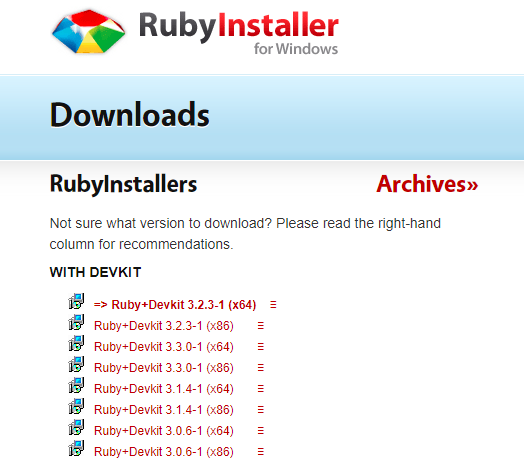 RubyInstaller
for Windows
Downloads
RubyInstallers
Archives»
Not sure what version to download? Please read the right-hand
column for recommendations.
WITH DEVKIT
=> Ruby+Devkit 3.2.3-1 (x64) ≡
Ruby+Devkit 3.2.3-1 (x86) ≡
Ruby+Devkit 3.3.0-1 (x64) ≡
Ruby+Devkit 3.3.0-1 (x86) ≡
Ruby+Devkit 3.1.4-1 (x64) ≡
Ruby+Devkit 3.1.4-1 (x86) ≡
Ruby+Devkit 3.0.6-1 (x64) ≡
Ruby+Devkit 3.0.6-1 (x86) ≡